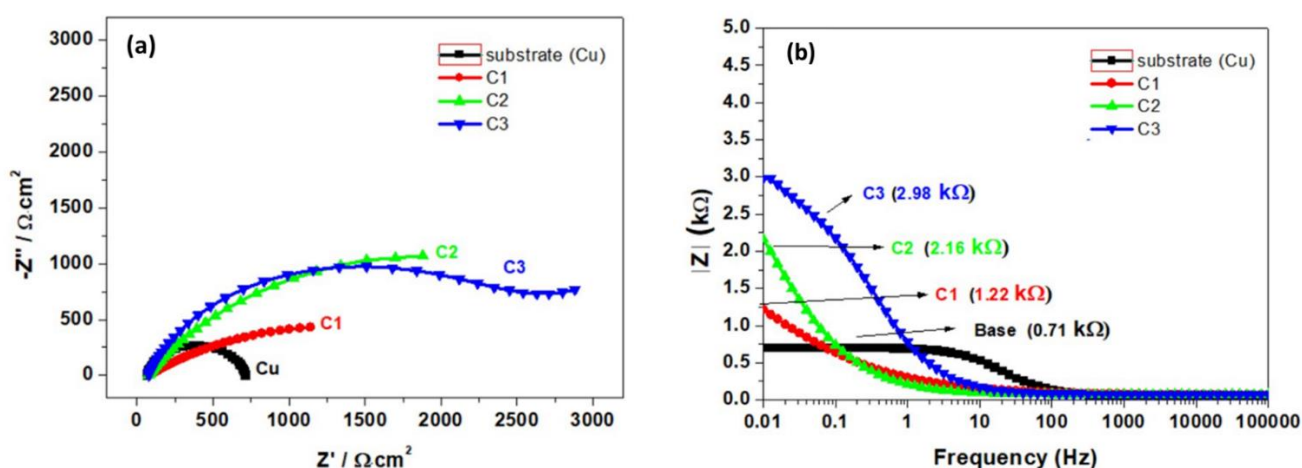 (a)
substrate (Cu)
C1
C2
C3
3000
2500
2000
1500
1000
500
0
-Z'' / Ω·cm²
C2
C3
C1
Cu
0 500 1000 1500 2000 2500 3000
Z' / Ω·cm²
(b)
substrate (Cu)
C1
C2
C3
5.0
4.5
4.0
3.5
3.0
2.5
2.0
1.5
1.0
0.5
0.0
|Z| (kΩ)
C3 (2.98 kΩ)
C2 (2.16 kΩ)
C1 (1.22 kΩ)
Base (0.71 kΩ)
0.01 0.1 1 10 100 1000 10000 100000
Frequency (Hz)